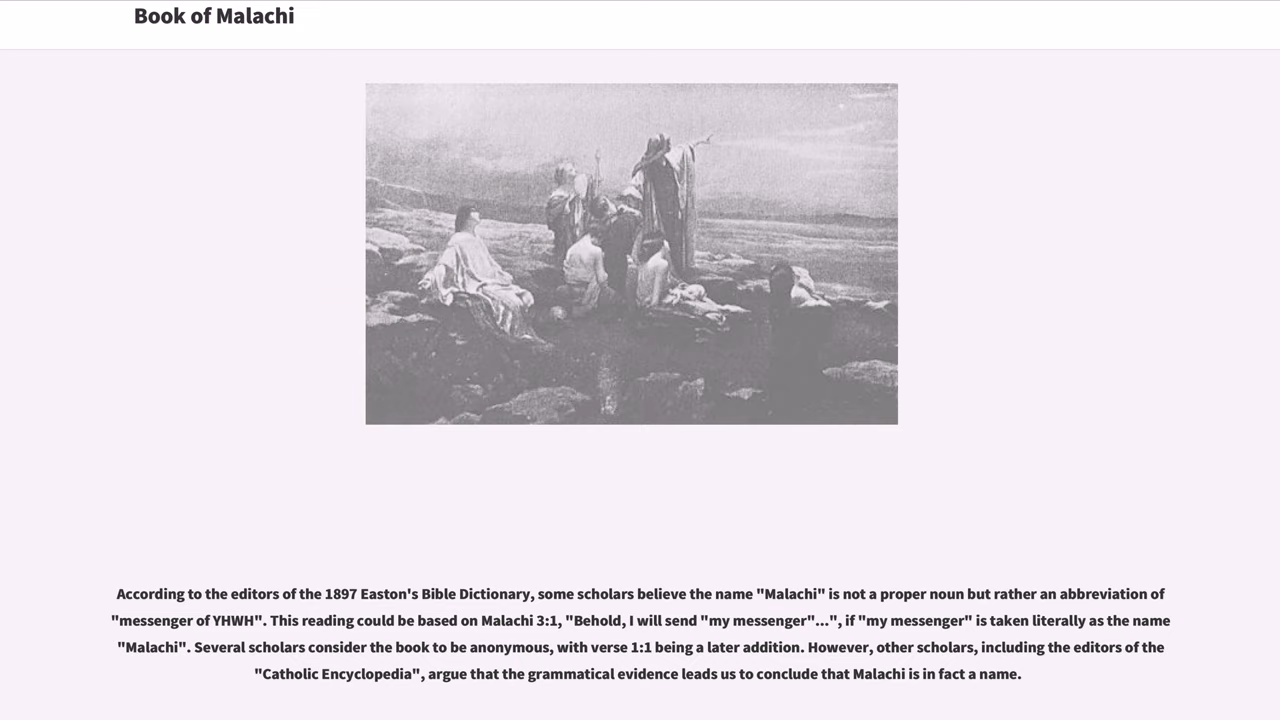 Book of Malachi
According to the editors of the 1897 Easton's Bible Dictionary, some scholars believe the name "Malachi" is not a proper noun but rather an abbreviation of
"messenger of YHWH". This reading could be based on Malachi 3:1, "Behold, I will send "my messenger"...", if "my messenger" is taken literally as the name
"Malachi". Several scholars consider the book to be anonymous, with verse 1:1 being a later addition. However, other scholars, including the editors of the
"Catholic Encyclopedia", argue that the grammatical evidence leads us to conclude that Malachi is in fact a name.